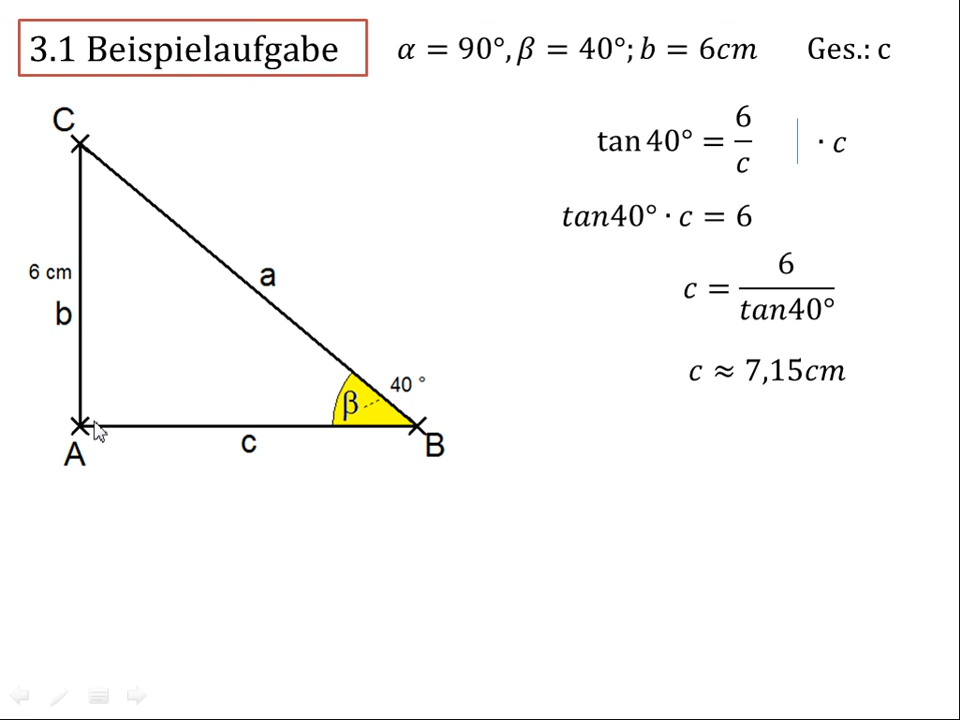 3.1 Beispielaufgabe
α = 90°, β = 40°; b = 6cm Ges.: c
C
6 cm
b
a
40 °
β
A
c
B
tan 40° = 6/c | · c
tan40° · c = 6
c = 6/tan40°
c ≈ 7,15cm